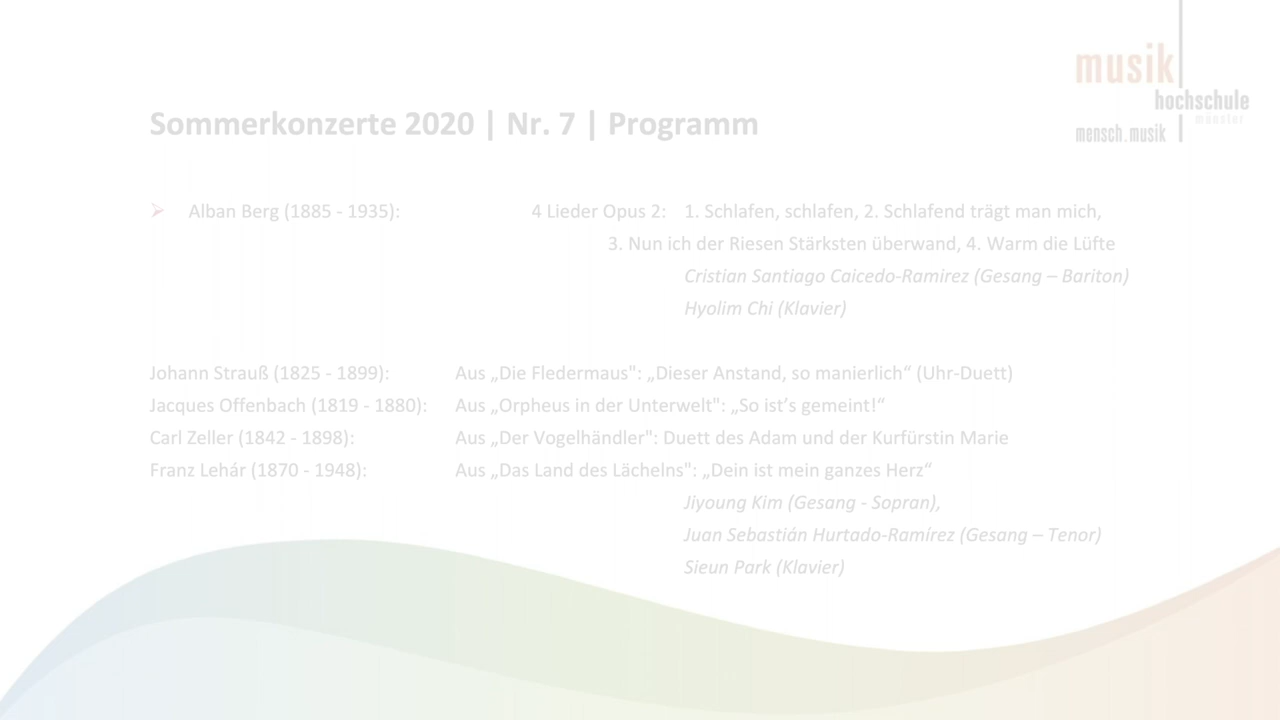 musik
hochschule
münster
mensch.musik
Sommerkonzerte 2020 | Nr. 7 | Programm
Alban Berg (1885 - 1935): 4 Lieder Opus 2: 1. Schlafen, schlafen, 2. Schlafend trägt man mich,
3. Nun ich der Riesen Stärksten überwand, 4. Warm die Lüfte
Cristian Santiago Caicedo-Ramirez (Gesang – Bariton)
Hyolim Chi (Klavier)
Johann Strauß (1825 - 1899): Aus „Die Fledermaus": „Dieser Anstand, so manierlich“ (Uhr-Duett)
Jacques Offenbach (1819 - 1880): Aus „Orpheus in der Unterwelt": „So ist’s gemeint!“
Carl Zeller (1842 - 1898): Aus „Der Vogelhändler": Duett des Adam und der Kurfürstin Marie
Franz Lehár (1870 - 1948): Aus „Das Land des Lächelns": „Dein ist mein ganzes Herz“
Jiyoung Kim (Gesang - Sopran),
Juan Sebastián Hurtado-Ramírez (Gesang – Tenor)
Sieun Park (Klavier)